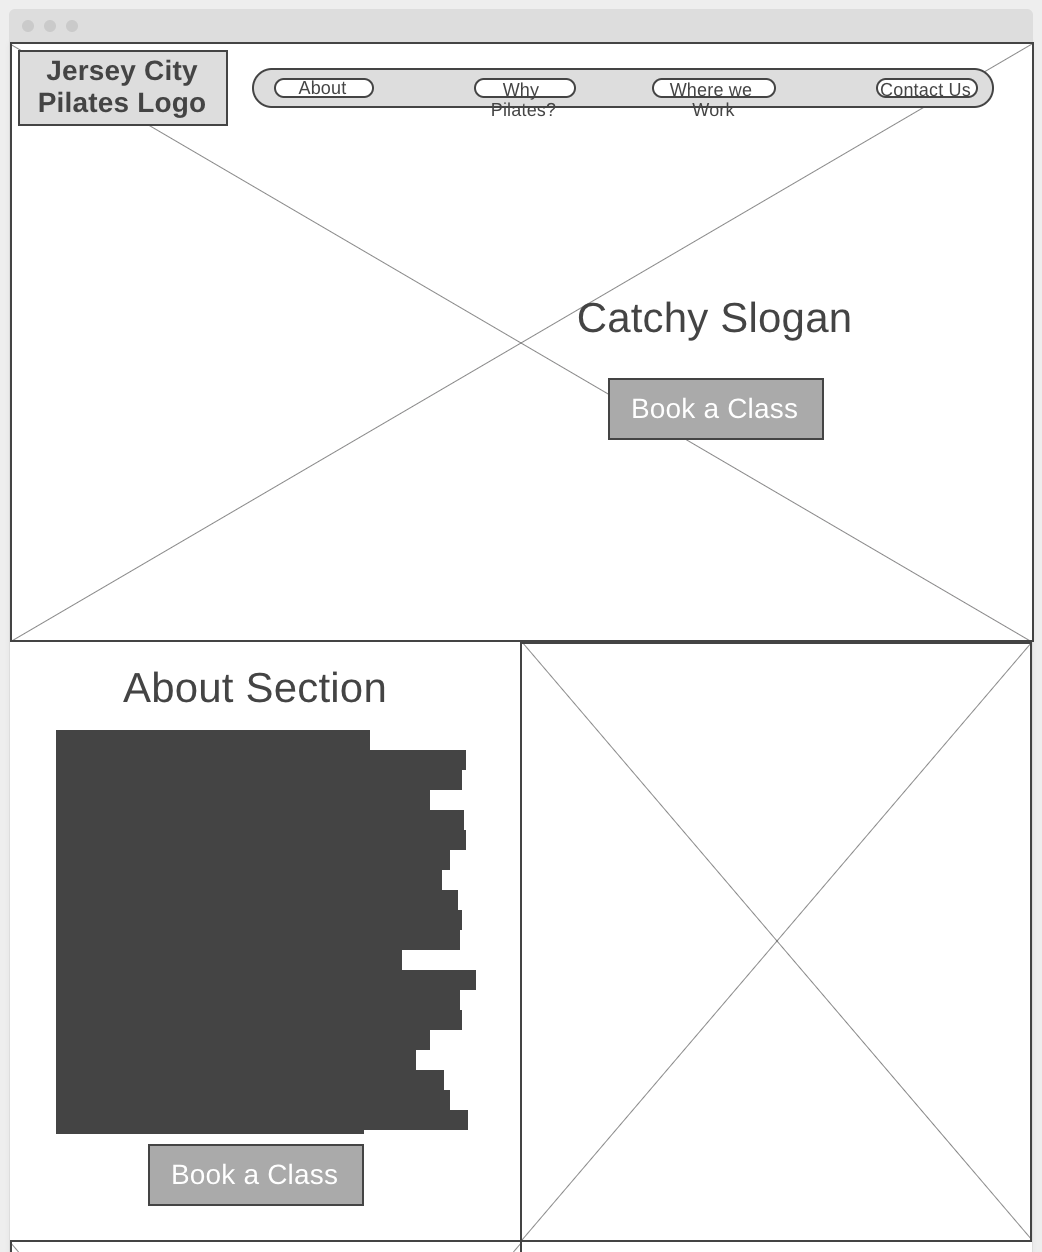 Jersey City
Pilates Logo
About
Why
Pilates?
Where we
Work
Contact Us
Catchy Slogan
Book a Class
About Section
Book a Class